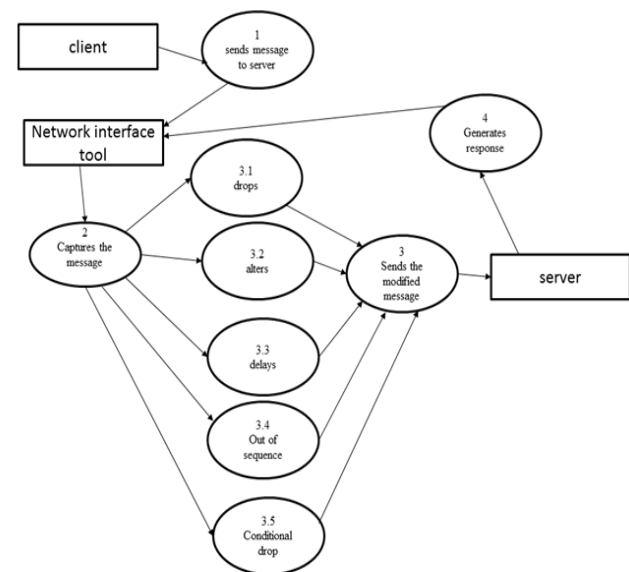 client
1
sends message
to server
Network interface
tool
4
Generates
response
3.1
drops
2
Captures the
message
3.2
alters
3
Sends the
modified
message
server
3.3
delays
3.4
Out of
sequence
3.5
Conditional
drop